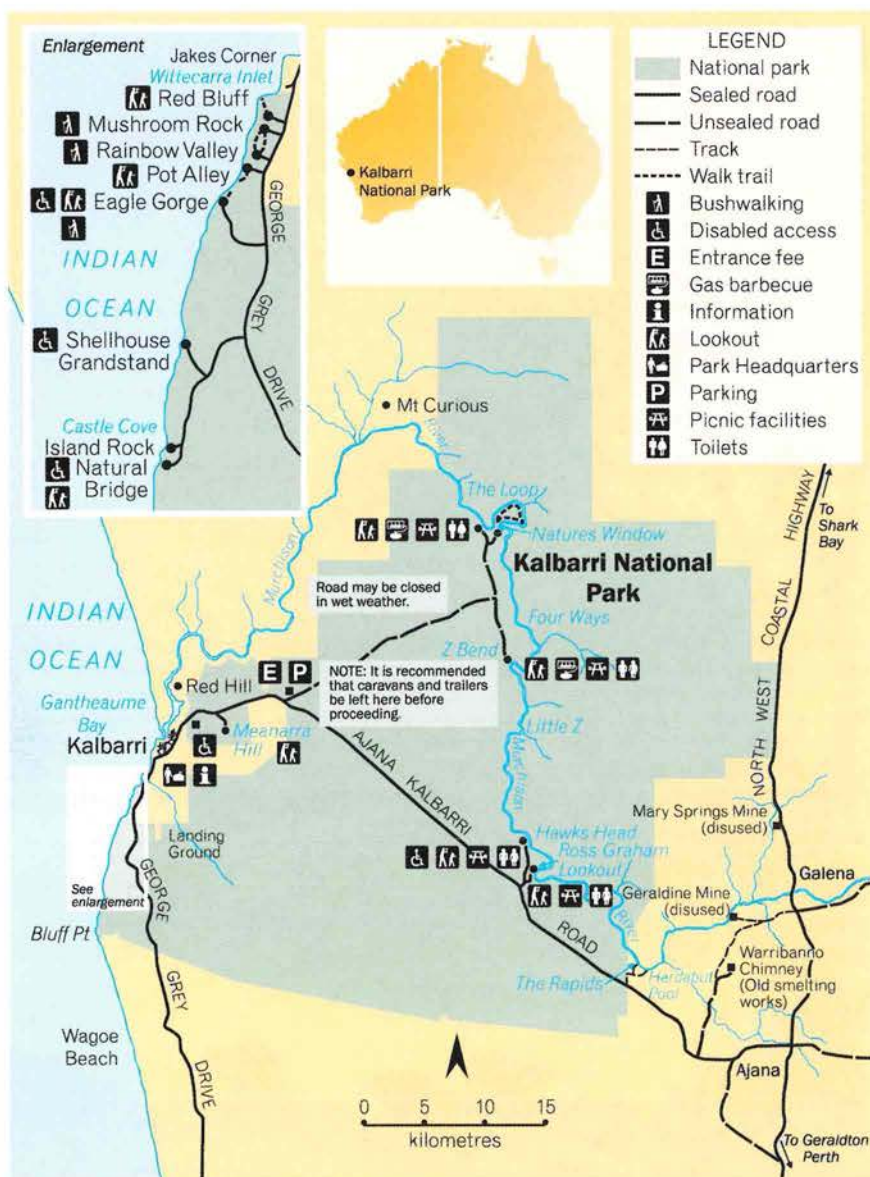 Enlargement
Jakes Corner
Wittecarra Inlet
Red Bluff
Mushroom Rock
Rainbow Valley
Pot Alley
Eagle Gorge
GEORGE
GREY
DRIVE
INDIAN
OCEAN
Shellhouse
Grandstand
Castle Cove
Island Rock
Natural
Bridge
Kalbarri
National Park
LEGEND
National park
Sealed road
Unsealed road
Track
Walk trail
Bushwalking
Disabled access
E Entrance fee
Gas barbecue
i Information
Lookout
Park Headquarters
P Parking
Picnic facilities
Toilets
Mt Curious
River
The Loop
Natures Window
Kalbarri National
Park
Murchison
Road may be closed
in wet weather.
Four Ways
Z Bend
INDIAN
OCEAN
Red Hill
E P
NOTE: It is recommended
that caravans and trailers
be left here before
proceeding.
Gantheaume
Bay
Kalbarri
Meanarra
Hill
i
Little Z
Murchison
AJANA KALBARRI
ROAD
NORTH WEST COASTAL HIGHWAY
To
Shark
Bay
Landing
Ground
See
enlargement
Bluff Pt
GEORGE
GREY
DRIVE
Wagoe
Beach
Hawks Head
Ross Graham
Lookout
River
Mary Springs Mine
(disused)
Galena
Geraldine Mine
(disused)
Warribanno
Chimney
(Old smelting
works)
The Rapids
Hardabut
Pool
Ajana
0 5 10 15
kilometres
To Geraldton
Perth